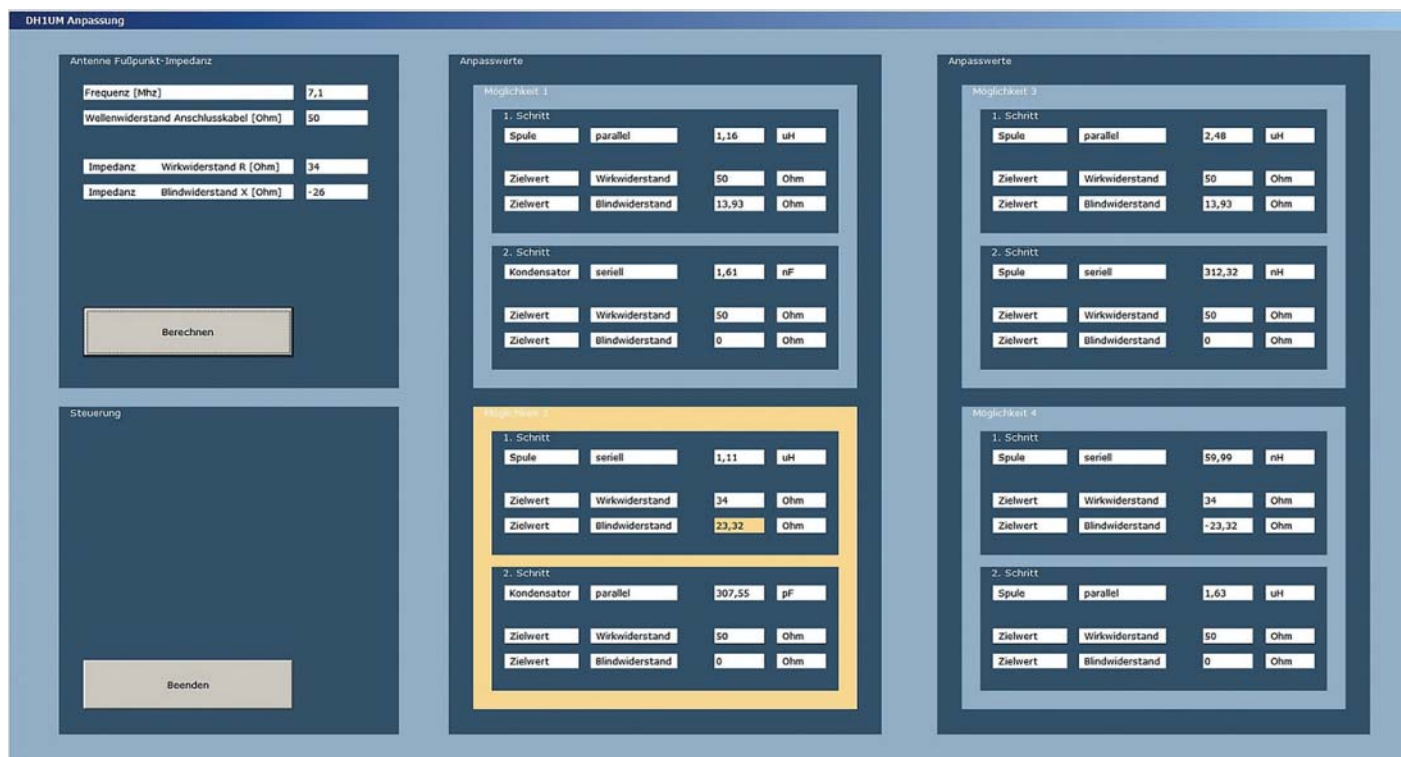 DH1UM Anpassung
Antenne Fußpunkt-Impedanz
Frequenz [Mhz] 7,1
Wellenwiderstand Anschlusskabel [Ohm] 50
Impedanz Wirkwiderstand R [Ohm] 34
Impedanz Blindwiderstand X [Ohm] -26
Berechnen
Steuerung
Beenden
Anpasswerte
Möglichkeit 1
1. Schritt
Spule parallel 1,16 uH
Zielwert Wirkwiderstand 50 Ohm
Zielwert Blindwiderstand 13,93 Ohm
2. Schritt
Kondensator seriell 1,61 nF
Zielwert Wirkwiderstand 50 Ohm
Zielwert Blindwiderstand 0 Ohm
Möglichkeit 2
1. Schritt
Spule seriell 1,11 uH
Zielwert Wirkwiderstand 34 Ohm
Zielwert Blindwiderstand 23,32 Ohm
2. Schritt
Kondensator parallel 307,55 pF
Zielwert Wirkwiderstand 50 Ohm
Zielwert Blindwiderstand 0 Ohm
Anpasswerte
Möglichkeit 3
1. Schritt
Spule parallel 2,48 uH
Zielwert Wirkwiderstand 50 Ohm
Zielwert Blindwiderstand 13,93 Ohm
2. Schritt
Spule seriell 312,32 nH
Zielwert Wirkwiderstand 50 Ohm
Zielwert Blindwiderstand 0 Ohm
Möglichkeit 4
1. Schritt
Spule seriell 59,99 nH
Zielwert Wirkwiderstand 34 Ohm
Zielwert Blindwiderstand -23,32 Ohm
2. Schritt
Spule parallel 1,63 uH
Zielwert Wirkwiderstand 50 Ohm
Zielwert Blindwiderstand 0 Ohm